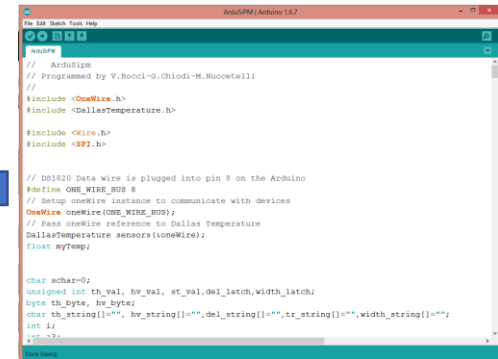 ArduSiPM | Arduino 1.6.7
File Edit Sketch Tools Help
ArduSiPM
// ArduSipm
// Programmed by V.Bocci-G.Chiodi-M.Nuccetelli
//
#include <OneWire.h>
#include <DallasTemperature.h>
#include <Wire.h>
#include <SPI.h>
// DS1820 Data wire is plugged into pin 8 on the Arduino
#define ONE_WIRE_BUS 8
// Setup oneWire instance to communicate with devices
OneWire oneWire(ONE_WIRE_BUS);
// Pass oneWire reference to Dallas Temperature
DallasTemperature sensors(&oneWire);
float myTemp;
char schar=0;
unsigned int th_val, hv_val, st_val,del_latch,width_latch;
byte th_byte, hv_byte;
char th_string[]="", hv_string[]="",del_string[]="",tr_string[]="",width_string[]="";
int i;
Done Saving